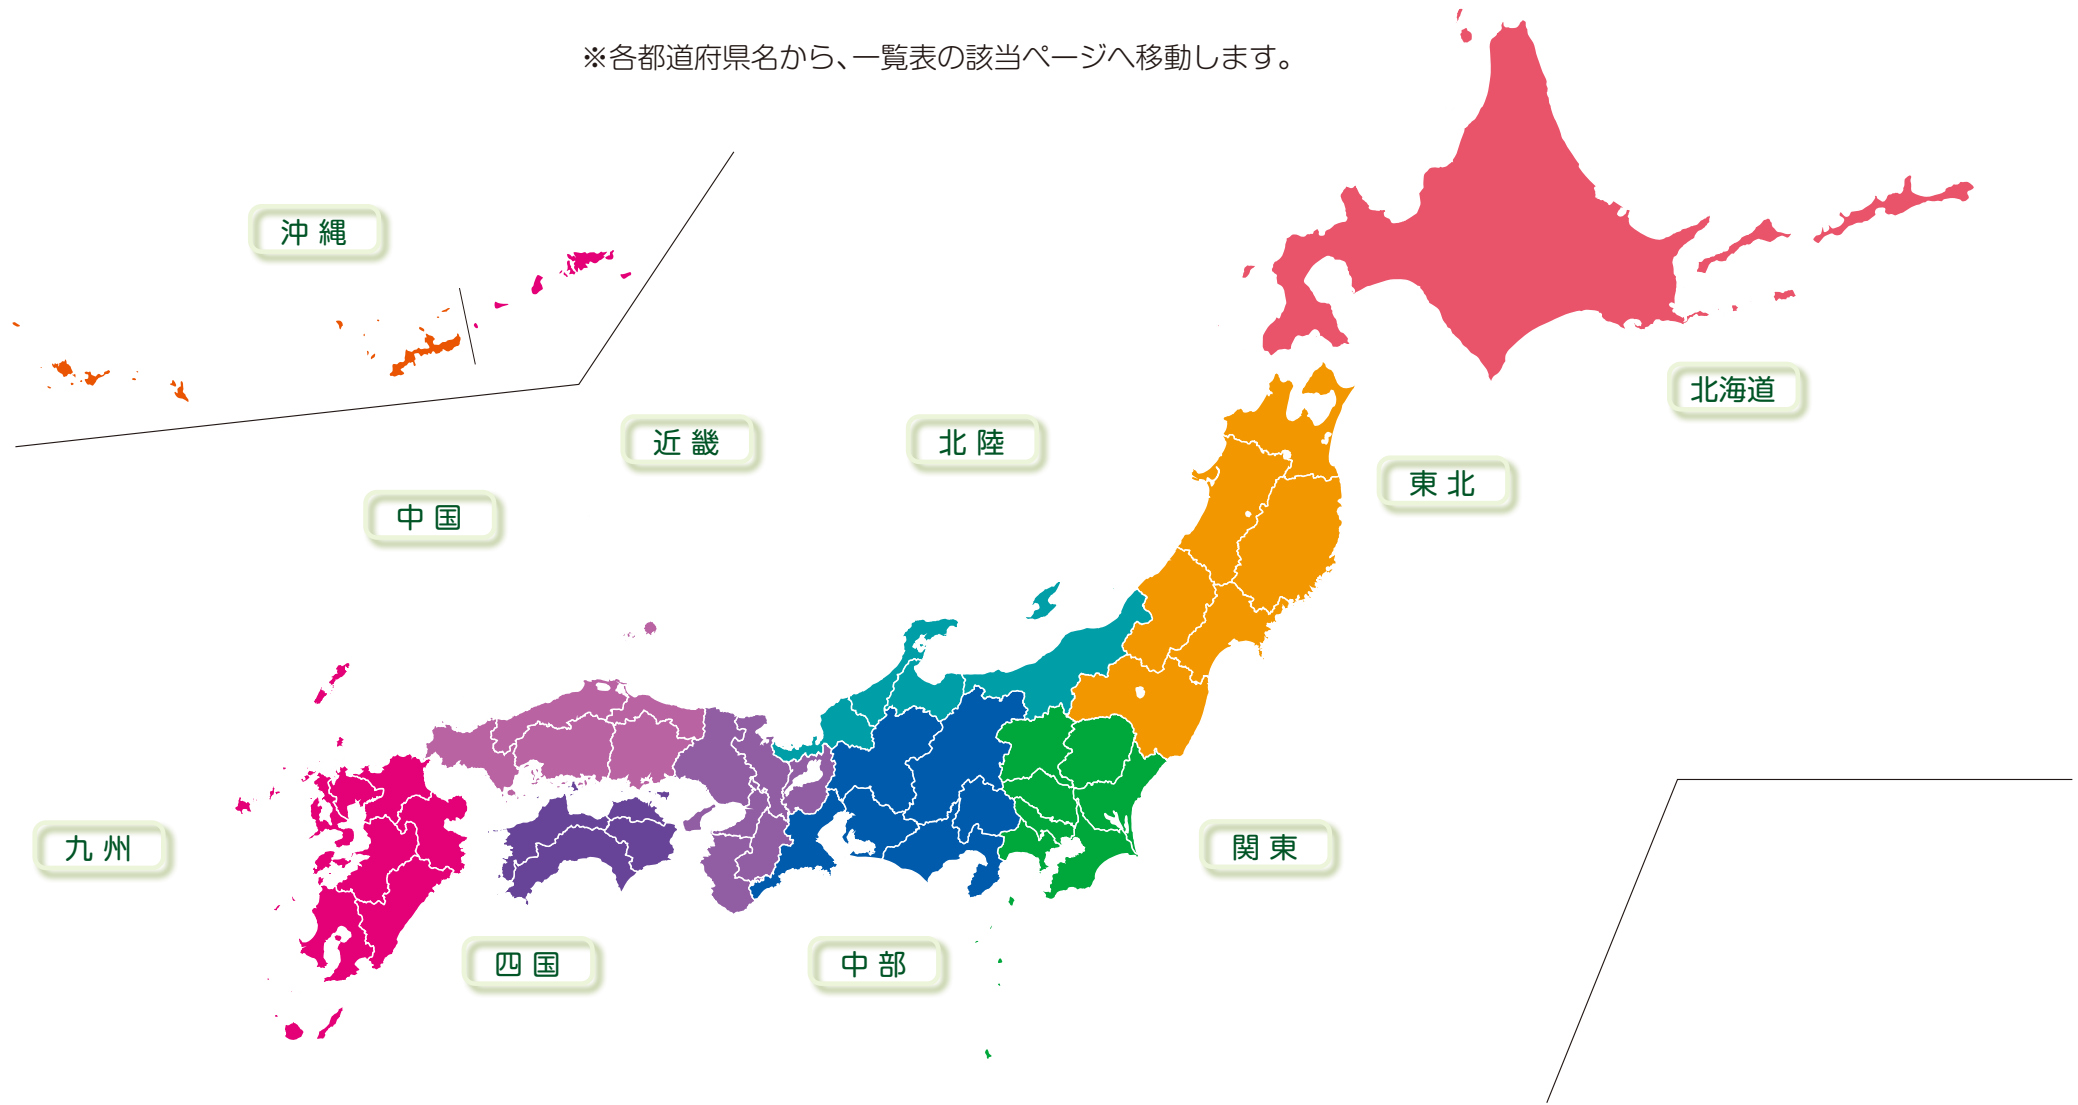 ※各都道府県名から、一覧表の該当ページへ移動します。
沖縄
北海道
近畿
北陸
東北
中国
九州
関東
四国
中部